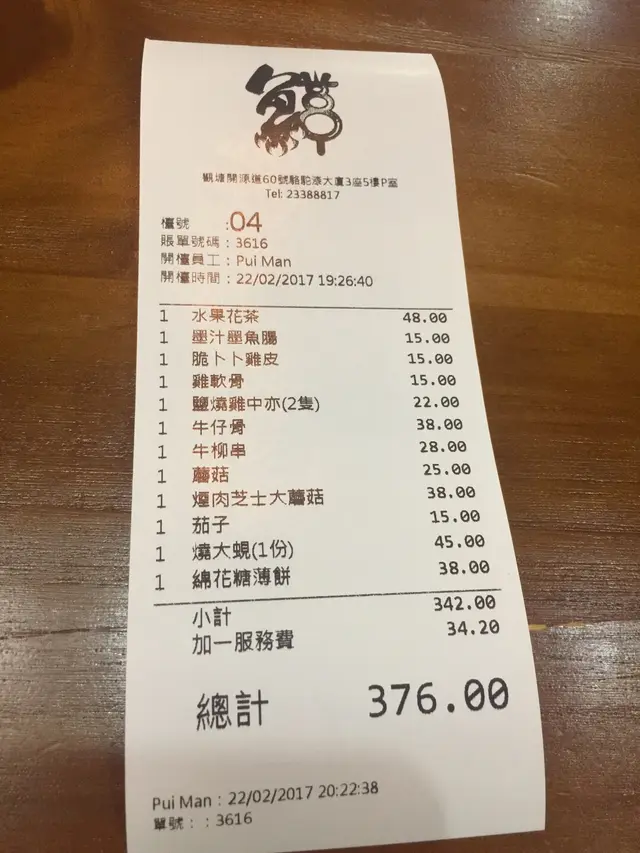 觀塘開源道60號駱駝漆大廈3座5樓P室
Tel: 23388817
檯號 :04
賬單號碼 : 3616
開檯員工 : Pui Man
開檯時間 : 22/02/2017 19:26:40
1 水果花茶 48.00
1 墨汁墨魚腸 15.00
1 脆卜卜雞皮 15.00
1 雞軟骨 15.00
1 鹽燒雞中亦(2隻) 22.00
1 牛仔骨 38.00
1 牛柳串 28.00
1 蘑菇 25.00
1 煙肉芝士大蘑菇 38.00
1 茄子 15.00
1 燒大蜆(1份) 45.00
1 綿花糖薄餅 38.00
小計 342.00
加一服務費 34.20
總計 376.00
Pui Man : 22/02/2017 20:22:38
單號 : : 3616